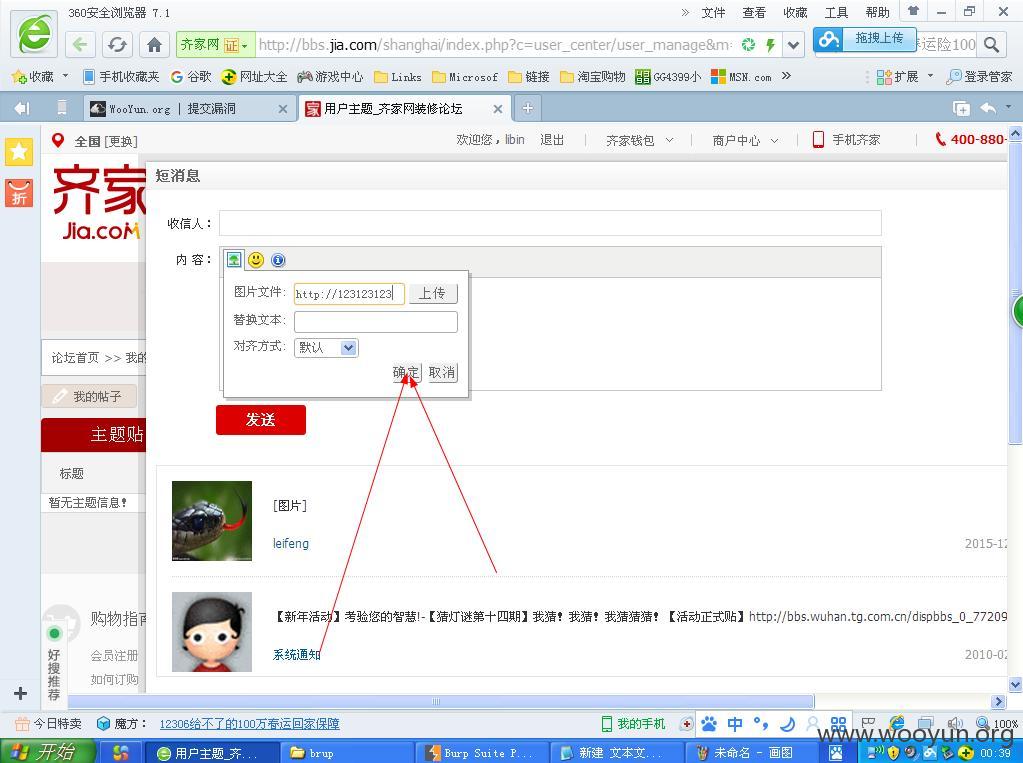 360安全浏览器 7.1
» 文件 查看 收藏 工具 帮助
齐家网 证 http://bbs.jia.com/shanghai/index.php?c=user_center/user_manage&m
拖拽上传 运险100
收藏 手机收藏夹 谷歌 网址大全 游戏中心 Links Microsof 链接 淘宝购物 GG4399小 MSN.com » 扩展 登录管家
WooYun.org | 提交漏洞 用户主题_齐家网装修论坛
全国 [更换] 欢迎您，libin 退出 齐家钱包 商户中心 手机齐家 400-880-
折
齐家
Jia.com
短消息
收信人：
内 容：
图片文件: http://123123123 上传
替换文本:
对齐方式: 默认
确定 取消
论坛首页 >> 我的
我的帖子
发送
主题贴
标题
暂无主题信息！
[图片]
leifeng 2015-12
【新年活动】考验您的智慧!-【猜灯谜第十四期】我猜！我猜！我猜猜猜！【活动正式贴】http://bbs.wuhan.tg.com.cn/dispbbs_0_77209
系统通知 2010-02
购物指南
会员注册
如何订购
好搜推荐
今日特卖 魔方： 12306给不了的100万春运回家保障 我的手机 中 100%
开始 用户主题_齐... brup Burp Suite P... 新建 文本文... 未命名 - 画图 00:39
www.wooyun.org